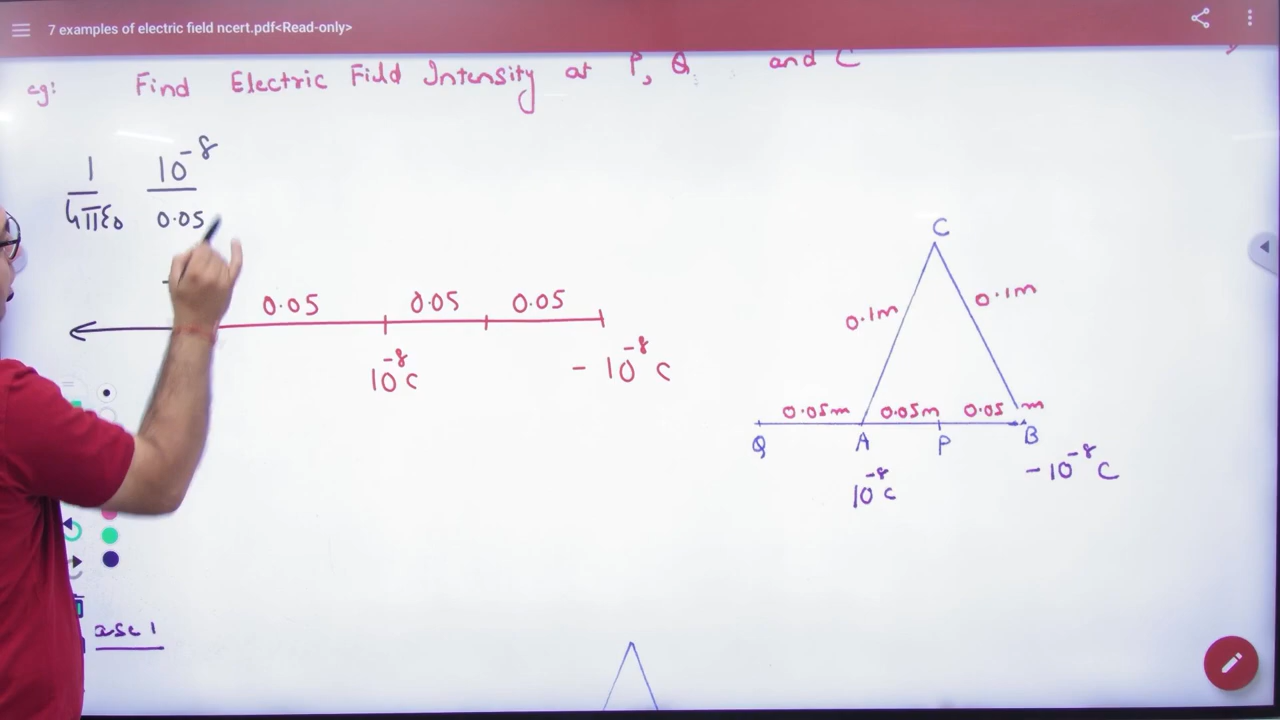 7 examples of electric field ncert.pdf<Read-only>
eg: Find Electric Field Intensity at P, Q and C
1 10⁻⁸
4πε₀ 0.05
0.05 0.05 0.05
10⁻⁸ C - 10⁻⁸ C
C
0.1m 0.1m
0.05m 0.05m 0.05 m
Q A P B
10⁻⁸ C - 10⁻⁸ C
ase 1